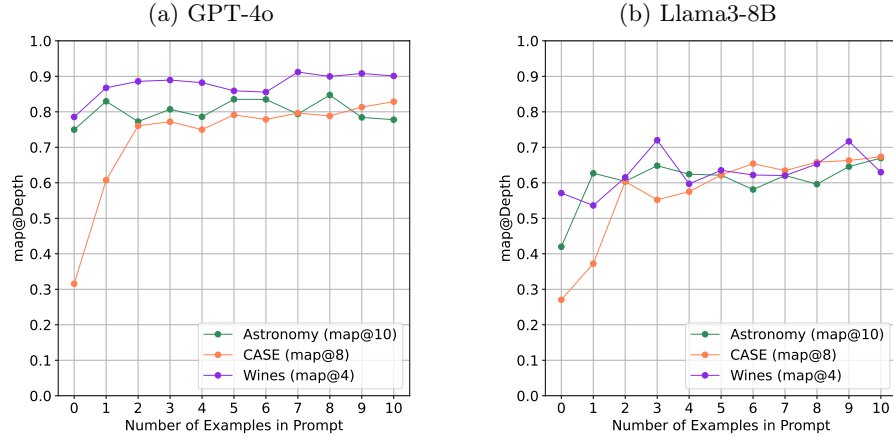 (a) GPT-4o
1.0
0.9
0.8
0.7
0.6
0.5
0.4
0.3
0.2
0.1
0.0
map@Depth
Astronomy (map@10)
CASE (map@8)
Wines (map@4)
0 1 2 3 4 5 6 7 8 9 10
Number of Examples in Prompt
(b) Llama3-8B
1.0
0.9
0.8
0.7
0.6
0.5
0.4
0.3
0.2
0.1
0.0
map@Depth
Astronomy (map@10)
CASE (map@8)
Wines (map@4)
0 1 2 3 4 5 6 7 8 9 10
Number of Examples in Prompt